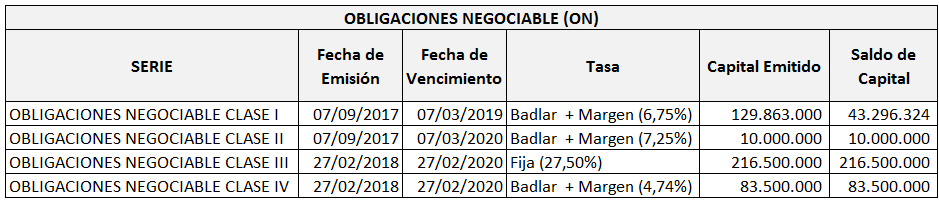 OBLIGACIONES NEGOCIABLE (ON)
SERIE Fecha de Emisión Fecha de Vencimiento Tasa Capital Emitido Saldo de Capital
OBLIGACIONES NEGOCIABLE CLASE I 07/09/2017 07/03/2019 Badlar + Margen (6,75%) 129.863.000 43.296.324
OBLIGACIONES NEGOCIABLE CLASE II 07/09/2017 07/03/2020 Badlar + Margen (7,25%) 10.000.000 10.000.000
OBLIGACIONES NEGOCIABLE CLASE III 27/02/2018 27/02/2020 Fija (27,50%) 216.500.000 216.500.000
OBLIGACIONES NEGOCIABLE CLASE IV 27/02/2018 27/02/2020 Badlar + Margen (4,74%) 83.500.000 83.500.000